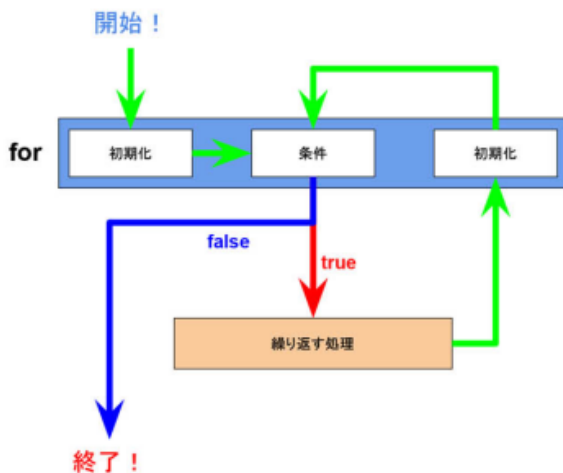 開始！
for
初期化
条件
初期化
false
true
繰り返す処理
終了！